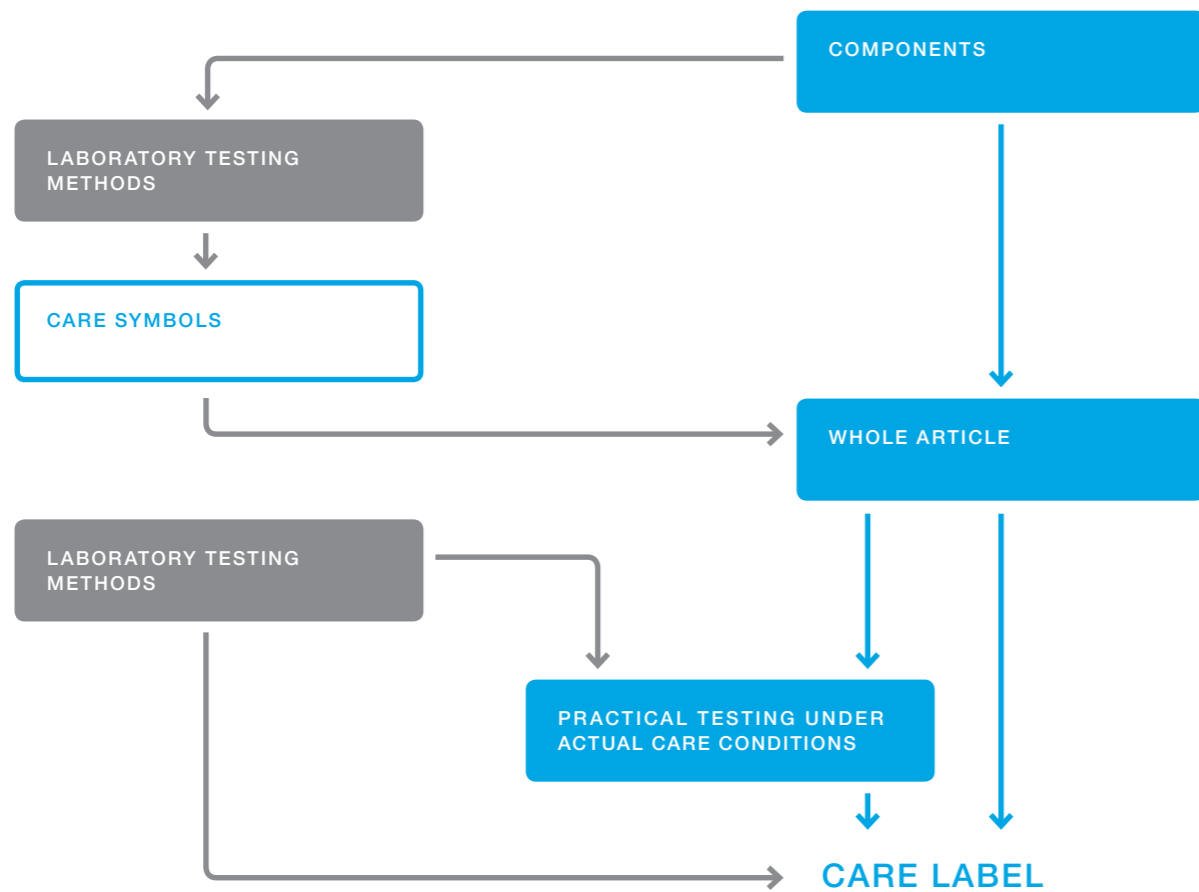 COMPONENTS
LABORATORY TESTING
METHODS
CARE SYMBOLS
WHOLE ARTICLE
LABORATORY TESTING
METHODS
PRACTICAL TESTING UNDER
ACTUAL CARE CONDITIONS
CARE LABEL